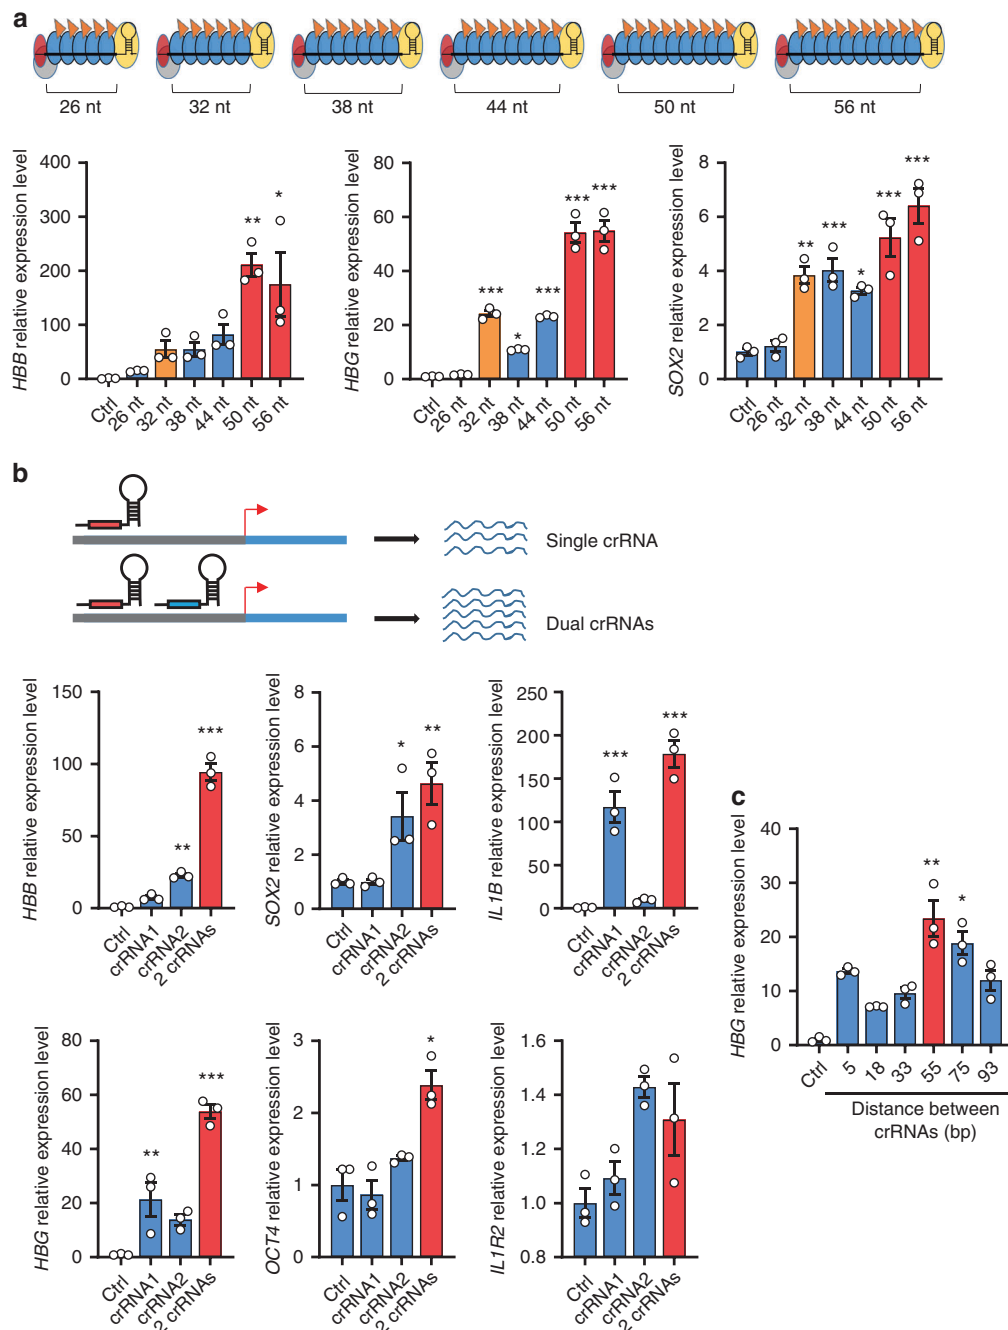 a
26 nt
32 nt
38 nt
44 nt
50 nt
56 nt
HBB relative expression level
400
300
200
100
0
**
*
Ctrl
26 nt
32 nt
38 nt
44 nt
50 nt
56 nt
HBG relative expression level
80
60
40
20
0
***
*
***
***
***
Ctrl
26 nt
32 nt
38 nt
44 nt
50 nt
56 nt
SOX2 relative expression level
8
6
4
2
0
**
***
*
***
***
Ctrl
26 nt
32 nt
38 nt
44 nt
50 nt
56 nt
b
Single crRNA
Dual crRNAs
HBB relative expression level
150
100
50
0
**
***
Ctrl
crRNA1
crRNA2
2 crRNAs
SOX2 relative expression level
8
6
4
2
0
*
**
Ctrl
crRNA1
crRNA2
2 crRNAs
IL1B relative expression level
250
200
150
100
50
0
***
***
Ctrl
crRNA1
crRNA2
2 crRNAs
HBG relative expression level
80
60
40
20
0
**
***
Ctrl
crRNA1
crRNA2
2 crRNAs
OCT4 relative expression level
3
2
1
0
*
Ctrl
crRNA1
crRNA2
2 crRNAs
IL1R2 relative expression level
1.6
1.4
1.2
1.0
0.8
Ctrl
crRNA1
crRNA2
2 crRNAs
c
HBG relative expression level
40
30
20
10
0
**
*
Ctrl
5
18
33
55
75
93
Distance between
crRNAs (bp)